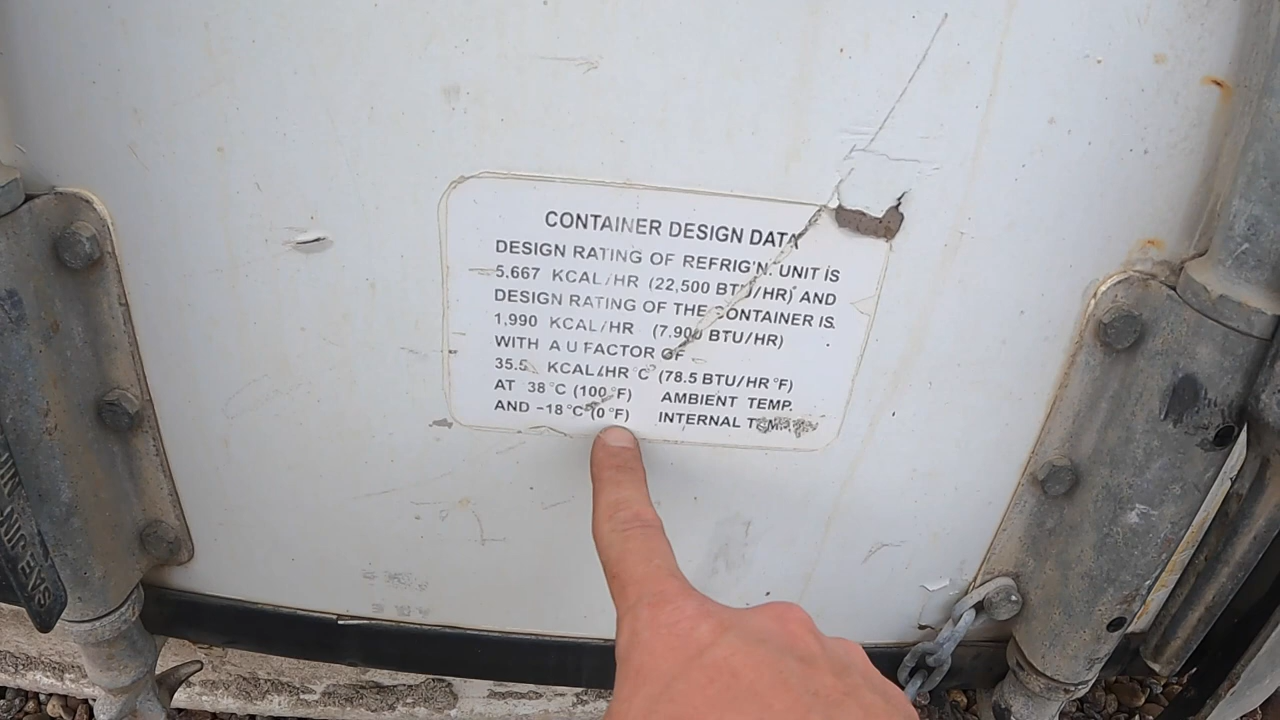 CONTAINER DESIGN DATA
DESIGN RATING OF REFRIG'N. UNIT IS
5.667 KCAL/HR (22,500 BTU/HR) AND
DESIGN RATING OF THE CONTAINER IS
1,990 KCAL/HR (7.900 BTU/HR)
WITH A U FACTOR OF
35.5 KCAL/HR°C (78.5 BTU/HR°F)
AT 38°C (100°F) AMBIENT TEMP.
AND -18°C (0°F) INTERNAL TEMP